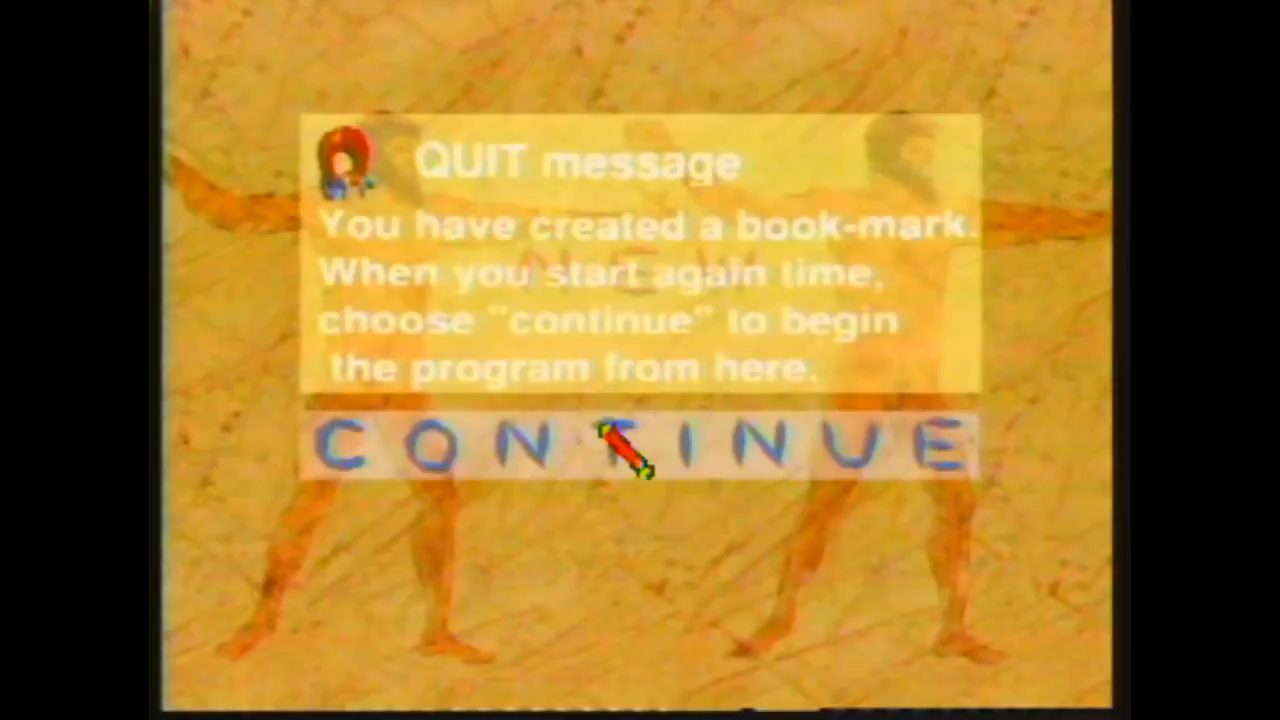 QUIT message
You have created a book-mark.
When you start again time,
choose "continue" to begin
the program from here.
NEW
CONTINUE